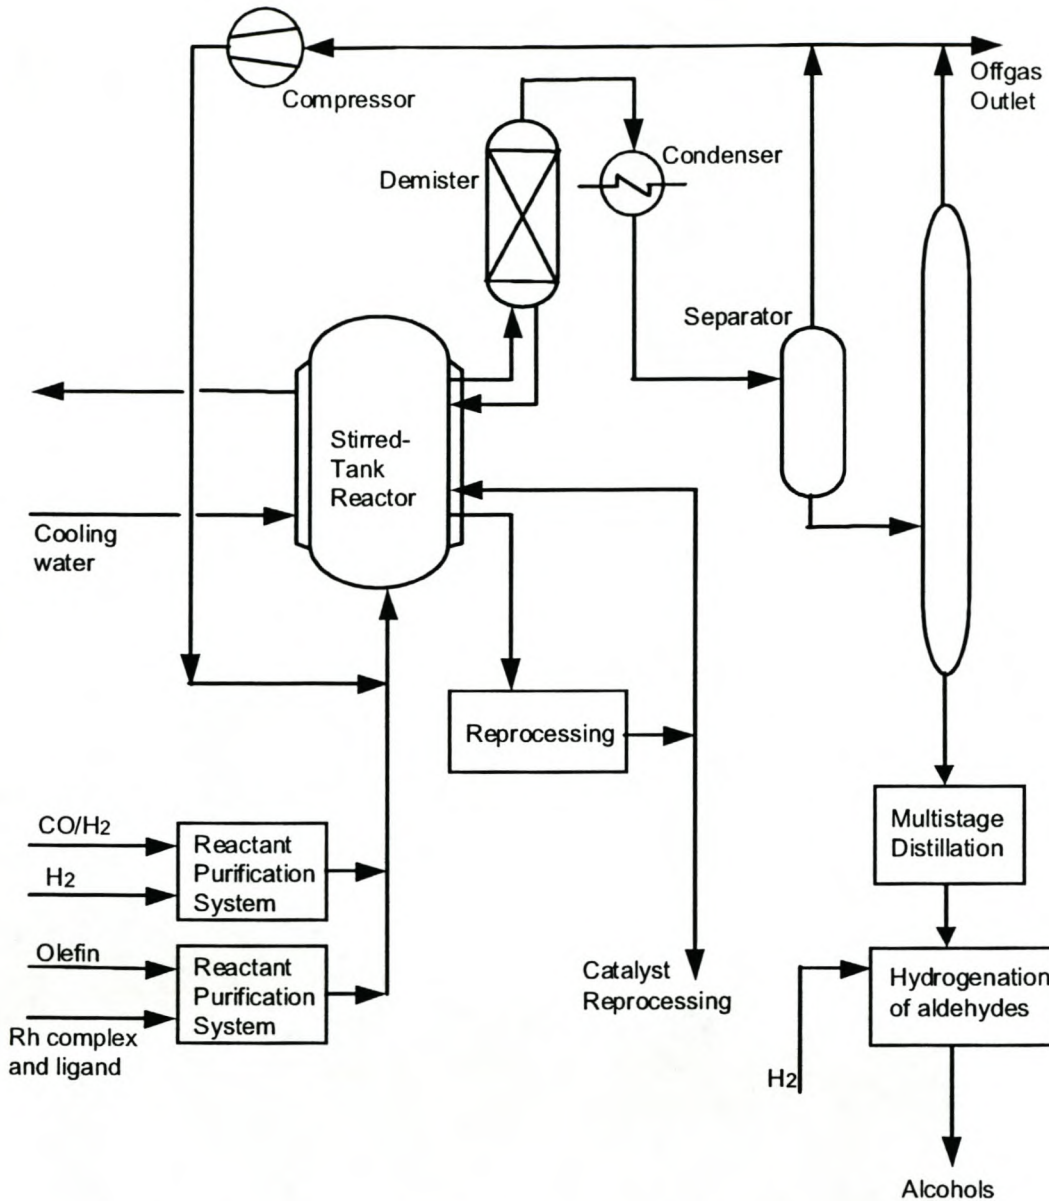 Compressor
Offgas
Outlet
Demister
Condenser
Separator
Stirred-
Tank
Reactor
Cooling
water
Reprocessing
CO/H2
H2
Reactant
Purification
System
Olefin
Rh complex
and ligand
Reactant
Purification
System
Catalyst
Reprocessing
Multistage
Distillation
Hydrogenation
of aldehydes
H2
Alcohols